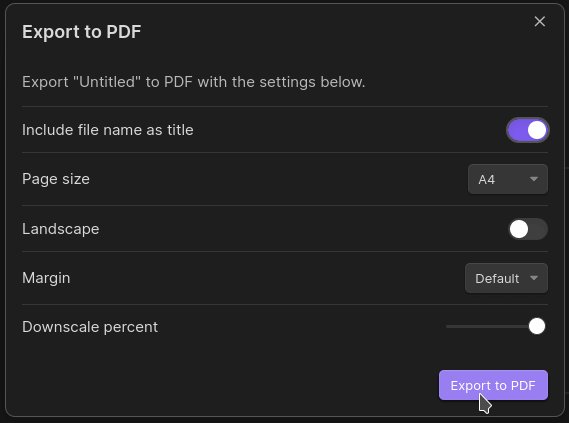 Export to PDF
Export "Untitled" to PDF with the settings below.
Include file name as title
Page size
A4
Landscape
Margin
Default
Downscale percent
Export to PDF